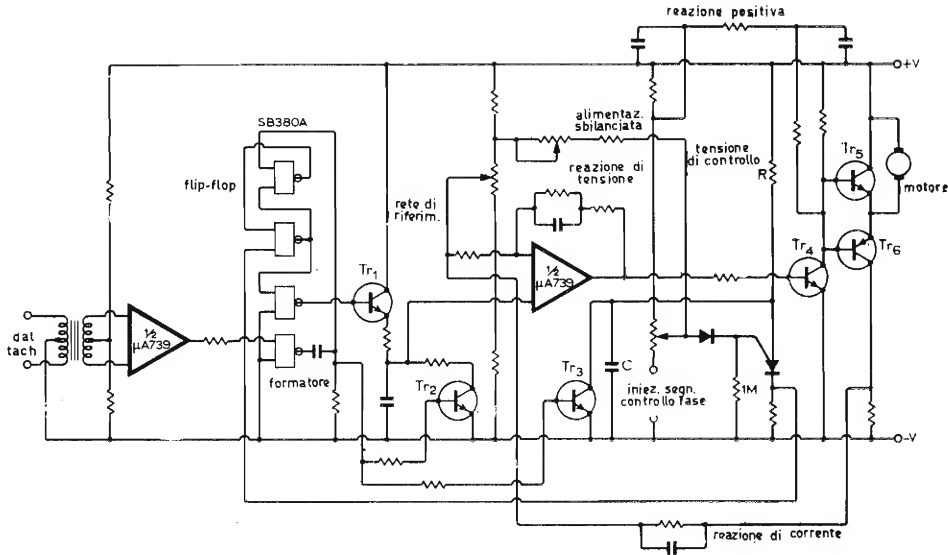 reazione positiva
+V
SB380A
alimentaz.
sbilanciata
tensione
di controllo
flip-flop
reazione di
tensione
R
Tr5
motore
rete di
riferim.
Tr6
Tr1
Tr4
½
µA739
dal
tach
½
µA739
formatore
Tr2
Tr3
C
iniez. segn.
controllo fase
1M
-V
reazione di corrente